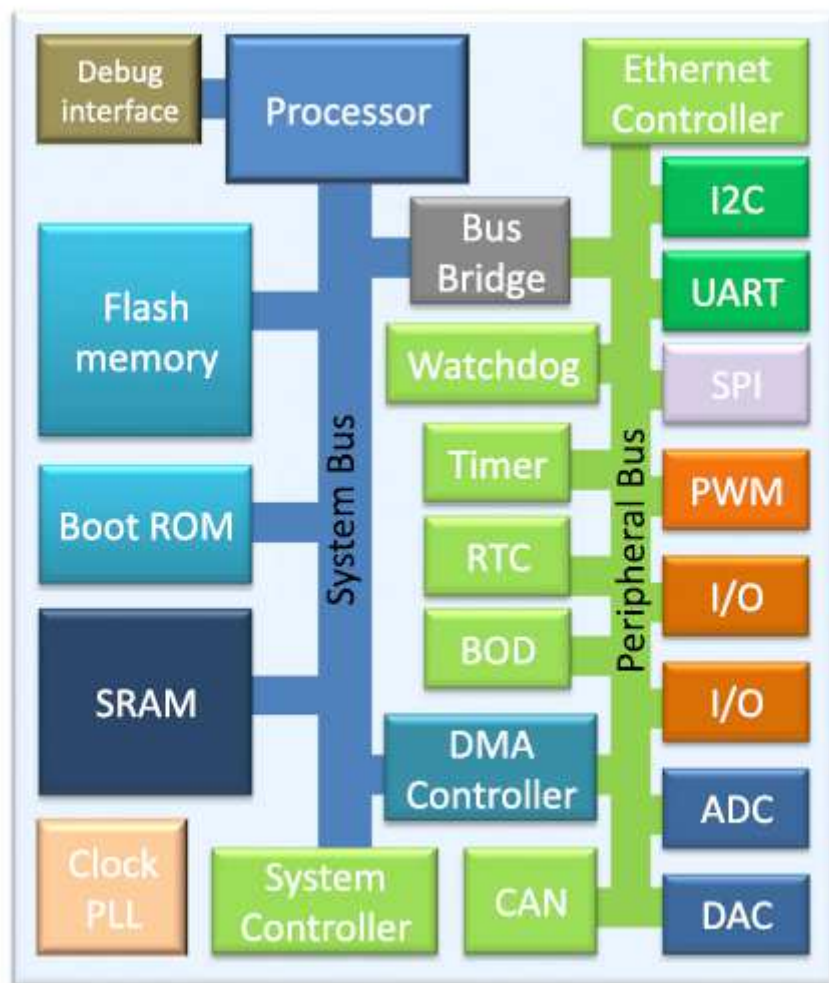 Debug
interface
Processor
Ethernet
Controller
I2C
Bus
Bridge
Flash
memory
UART
Watchdog
SPI
System Bus
Peripheral Bus
Timer
PWM
Boot ROM
RTC
I/O
BOD
SRAM
I/O
DMA
Controller
ADC
Clock
PLL
System
Controller
CAN
DAC